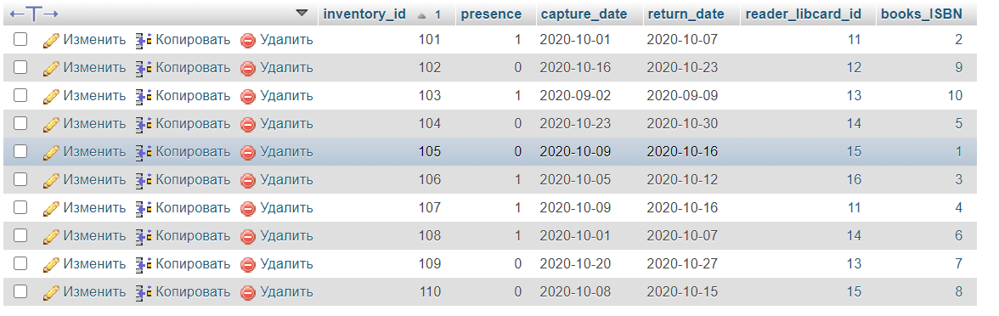 inventory_id 1 presence capture_date return_date reader_libcard_id books_ISBN
Изменить Копировать Удалить 101 1 2020-10-01 2020-10-07 11 2
Изменить Копировать Удалить 102 0 2020-10-16 2020-10-23 12 9
Изменить Копировать Удалить 103 1 2020-09-02 2020-09-09 13 10
Изменить Копировать Удалить 104 0 2020-10-23 2020-10-30 14 5
Изменить Копировать Удалить 105 0 2020-10-09 2020-10-16 15 1
Изменить Копировать Удалить 106 1 2020-10-05 2020-10-12 16 3
Изменить Копировать Удалить 107 1 2020-10-09 2020-10-16 11 4
Изменить Копировать Удалить 108 1 2020-10-01 2020-10-07 14 6
Изменить Копировать Удалить 109 0 2020-10-20 2020-10-27 13 7
Изменить Копировать Удалить 110 0 2020-10-08 2020-10-15 15 8